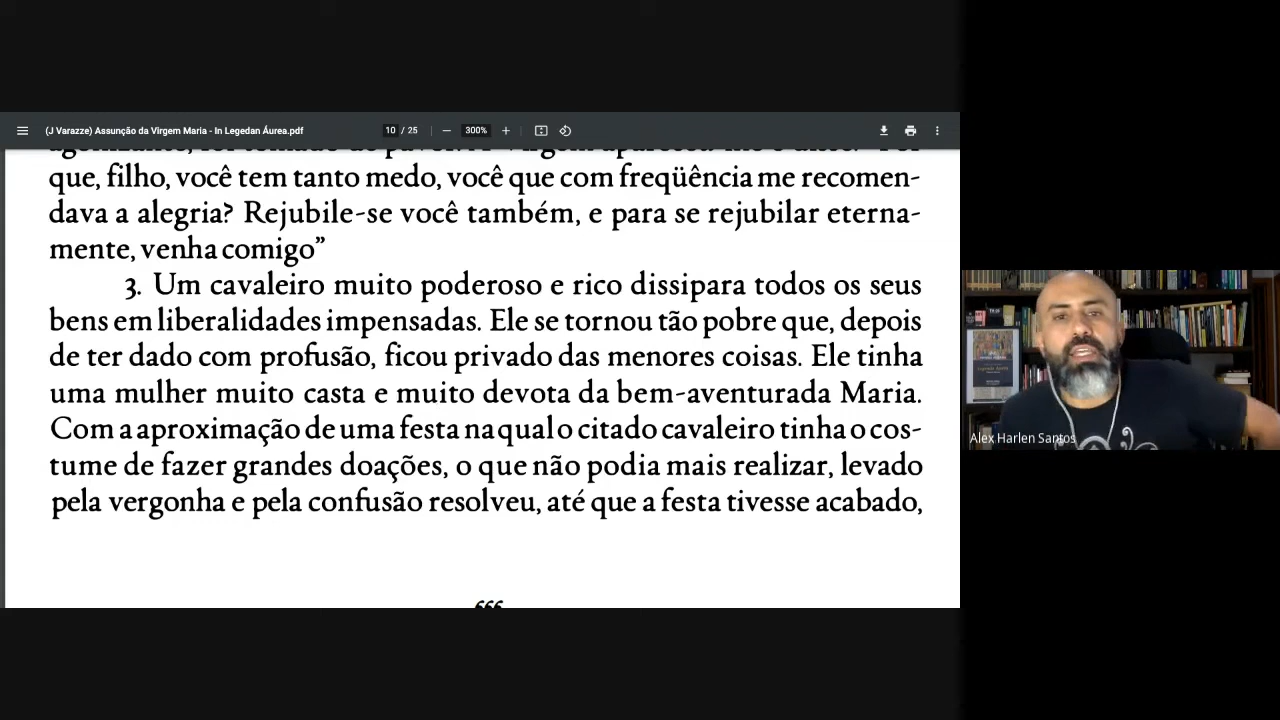 (J Varazze) Assunção da Virgem Maria - In Legedan Áurea.pdf
10 / 25
300%
que, filho, você tem tanto medo, você que com freqüência me recomen-
dava a alegria? Rejubile-se você também, e para se rejubilar eterna-
mente, venha comigo”
3. Um cavaleiro muito poderoso e rico dissipara todos os seus
bens em liberalidades impensadas. Ele se tornou tão pobre que, depois
de ter dado com profusão, ficou privado das menores coisas. Ele tinha
uma mulher muito casta e muito devota da bem-aventurada Maria.
Com a aproximação de uma festa na qual o citado cavaleiro tinha o cos-
tume de fazer grandes doações, o que não podia mais realizar, levado
pela vergonha e pela confusão resolveu, até que a festa tivesse acabado,
Alex Harlen Santos